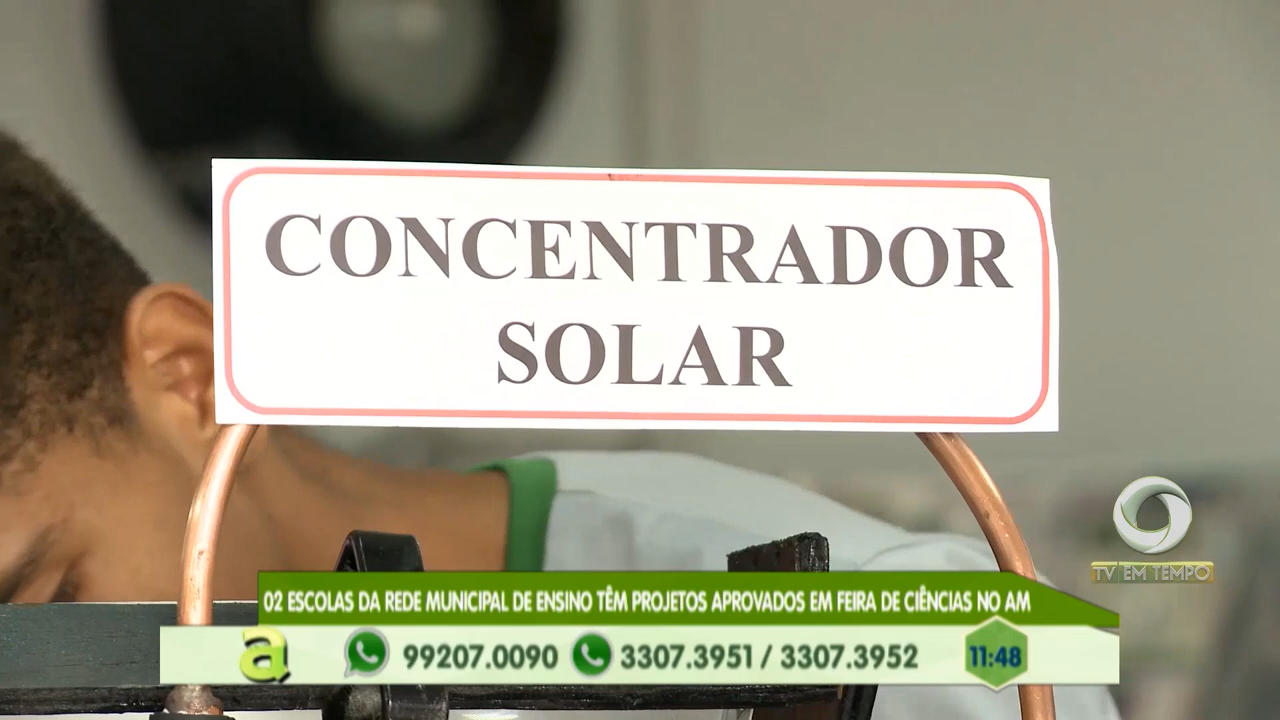 CONCENTRADOR
SOLAR
TV EM TEMPO
02 ESCOLAS DA REDE MUNICIPAL DE ENSINO TÊM PROJETOS APROVADOS EM FEIRA DE CIÊNCIAS NO AM
a 99207.0090 3307.3951 / 3307.3952 11:48